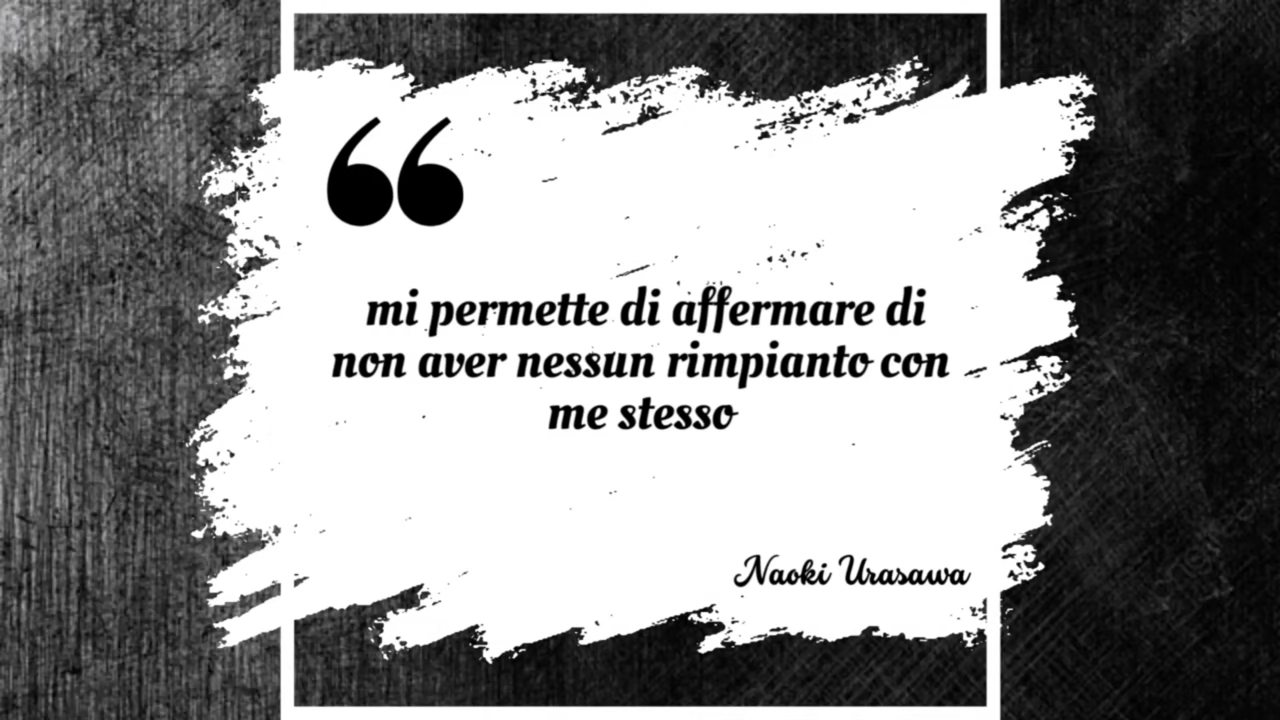 “
mi permette di affermare di
non aver nessun rimpianto con
me stesso
Naoki Urasawa